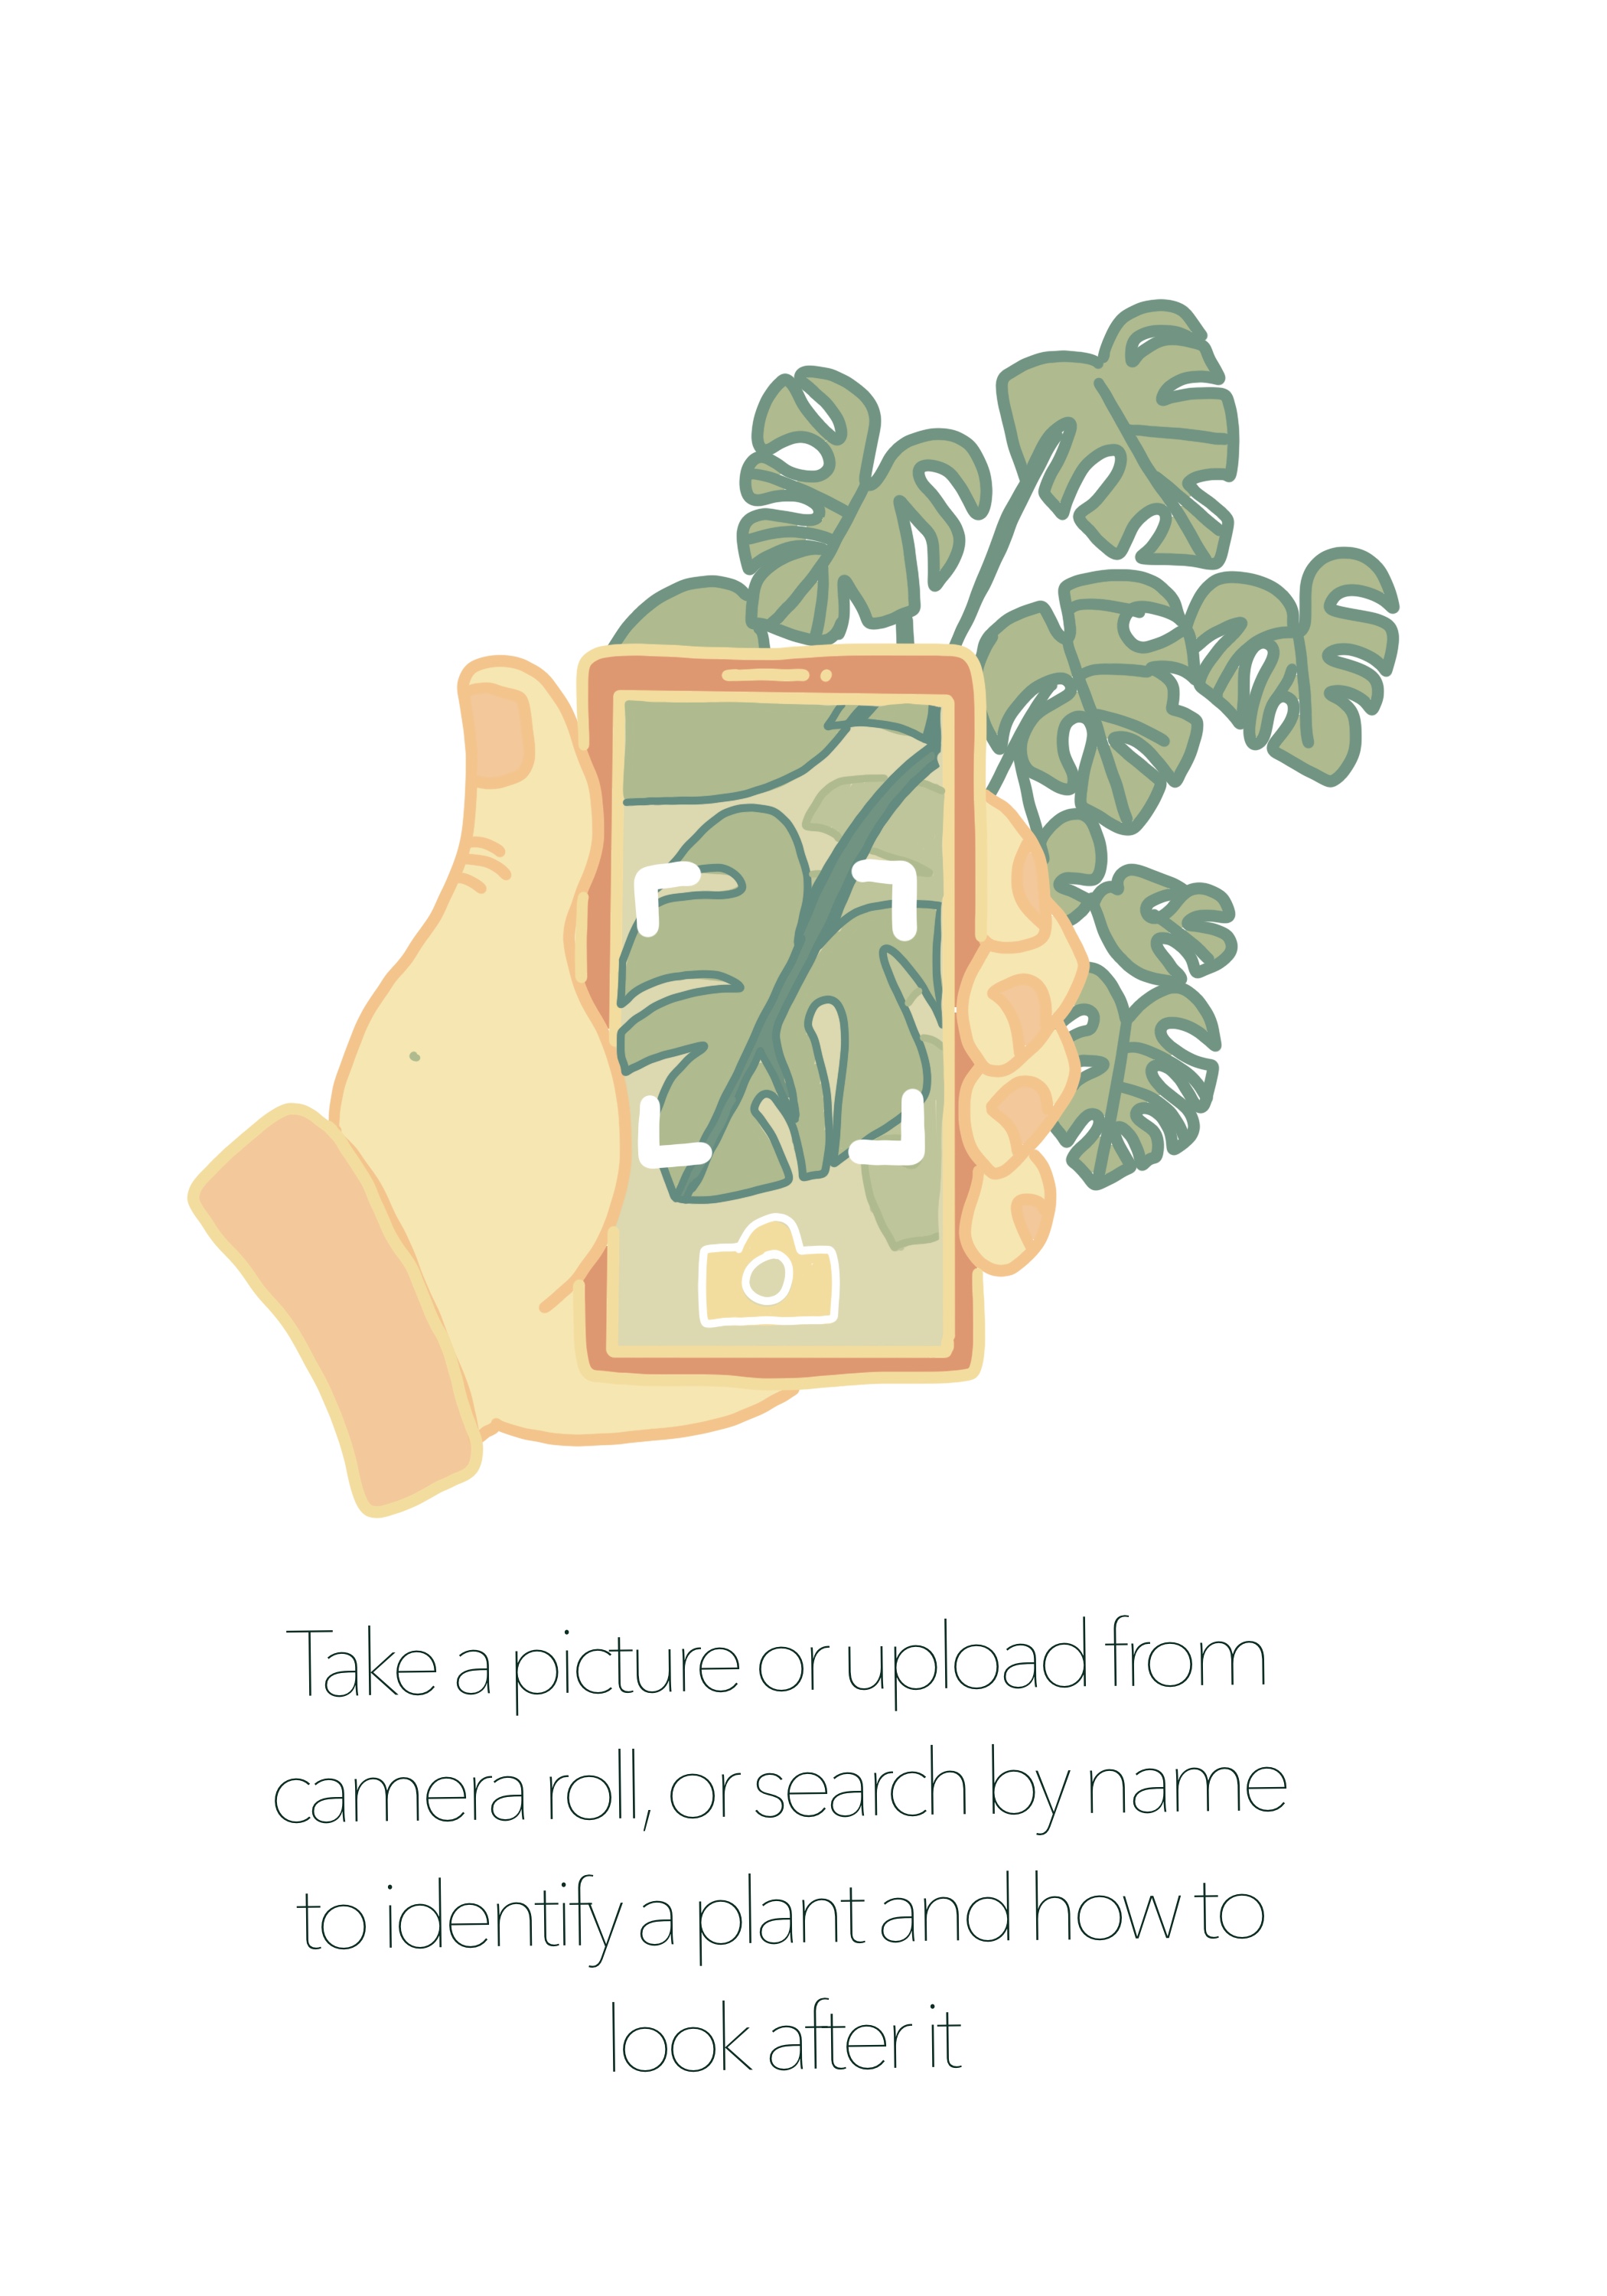 Take a picture or upload from
camera roll, or search by name
to identify a plant and how to
look after it